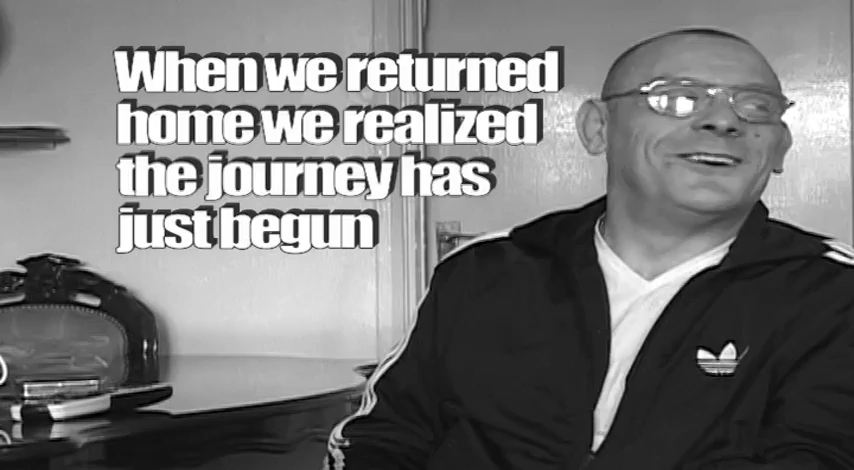 When we returned
home we realized
the journey has
just begun